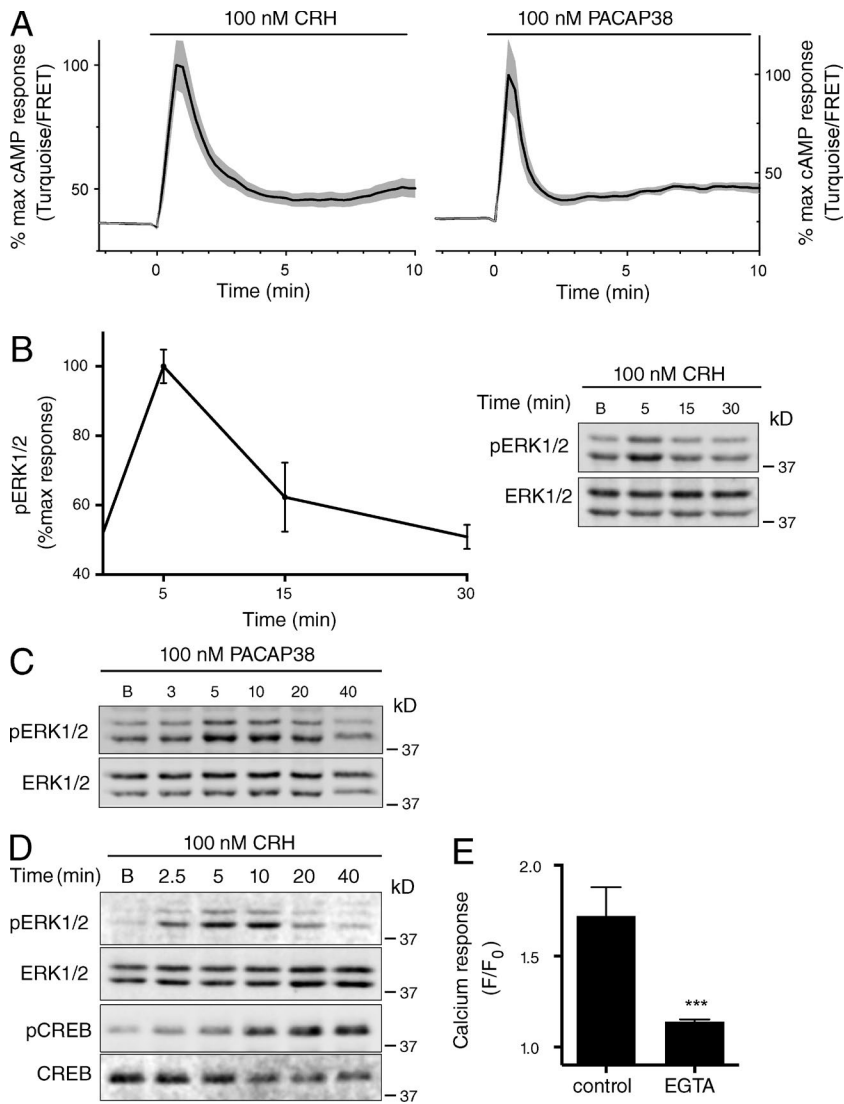 A
100 nM CRH
100 nM PACAP38
% max cAMP response
(Turquoise/FRET)
100
50
0 5 10
Time (min)
0 5 10
Time (min)
100
50
% max cAMP response
(Turquoise/FRET)
B
pERK1/2
(%max response)
100
80
60
40
5 15 30
Time (min)
100 nM CRH
Time (min) B 5 15 30 kD
pERK1/2
37
ERK1/2
37
C
100 nM PACAP38
B 3 5 10 20 40 kD
pERK1/2
37
ERK1/2
37
D
100 nM CRH
Time (min) B 2.5 5 10 20 40 kD
pERK1/2
37
ERK1/2
37
pCREB
37
CREB
37
E
Calcium response
(F/F0)
2.0
1.5
1.0
***
control EGTA